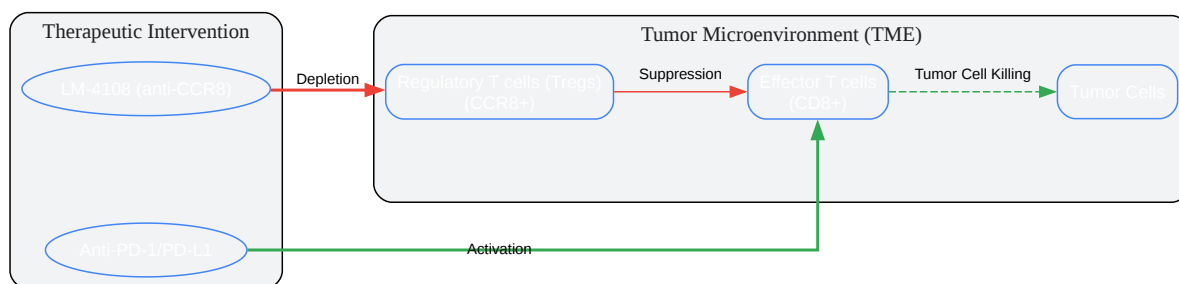 Therapeutic Intervention
LM-4108 (anti-CCR8)
Anti-PD-1/PD-L1
Depletion
Activation
Tumor Microenvironment (TME)
Regulatory T cells (Tregs)
(CCR8+)
Suppression
Effector T cells
(CD8+)
Tumor Cell Killing
Tumor Cells